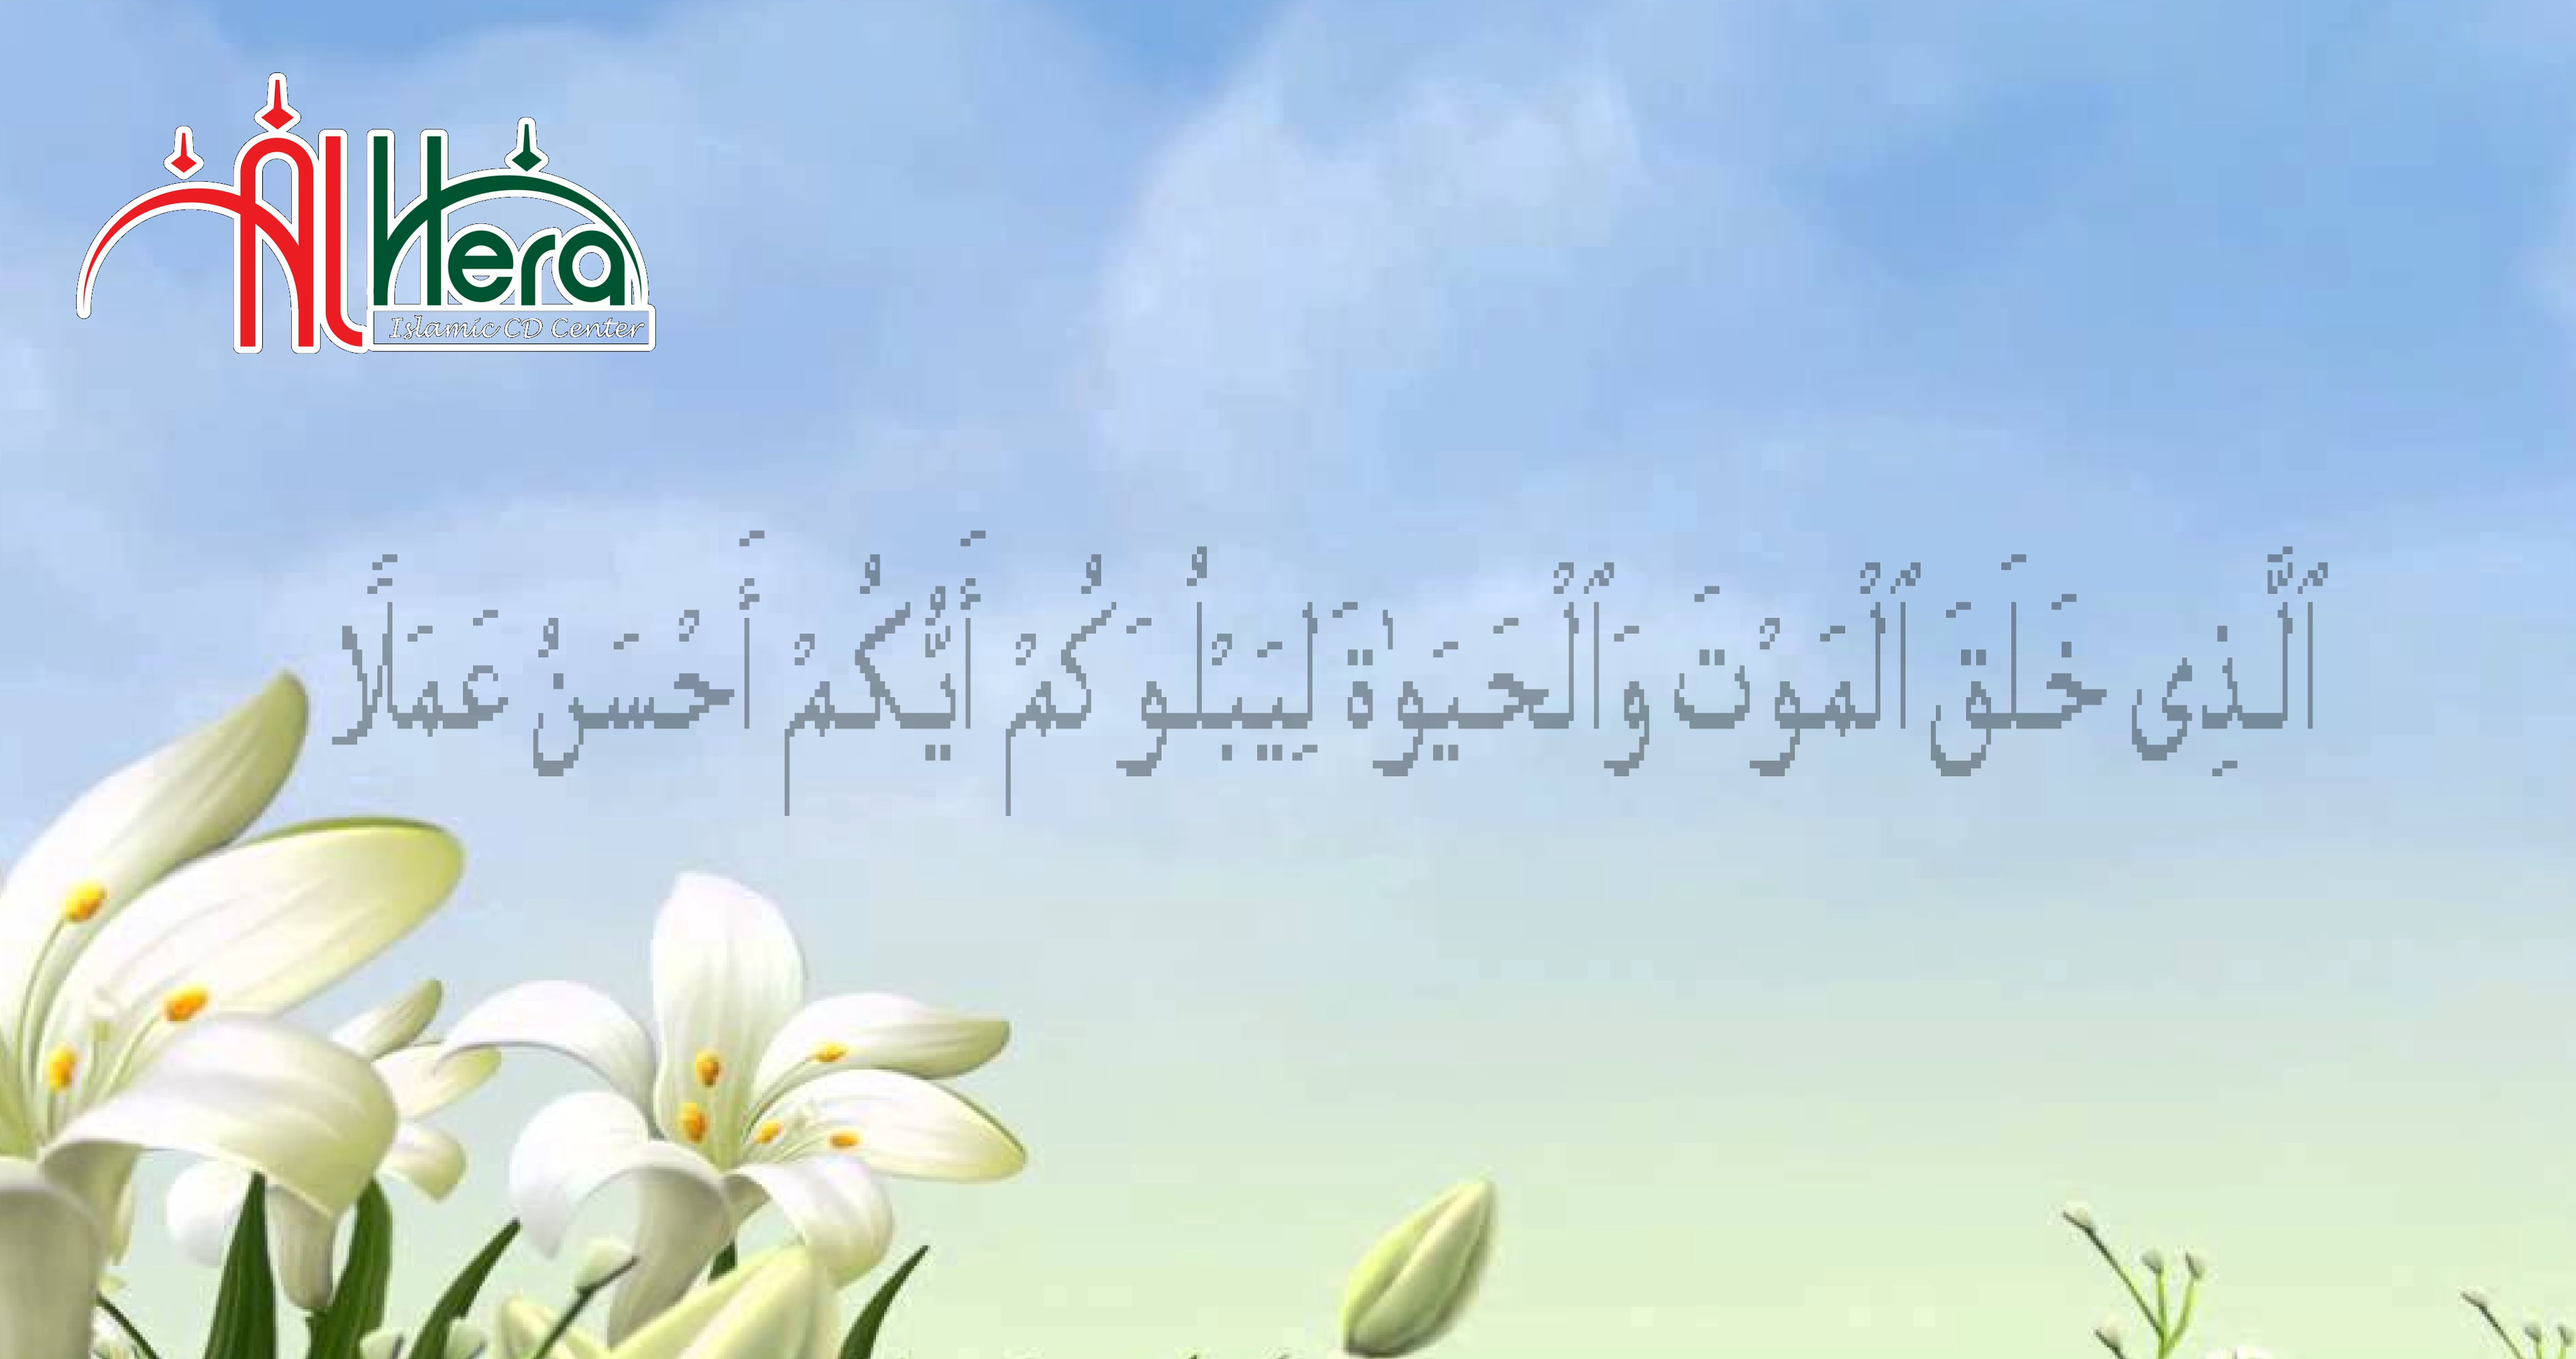 Al Hera
Islamic CD Center
ٱلَّذِى خَلَقَ ٱلْمَوْتَ وَٱلْحَيَوٰةَ لِيَبْلُوَكُمْ أَيُّكُمْ أَحْسَنُ عَمَلًا